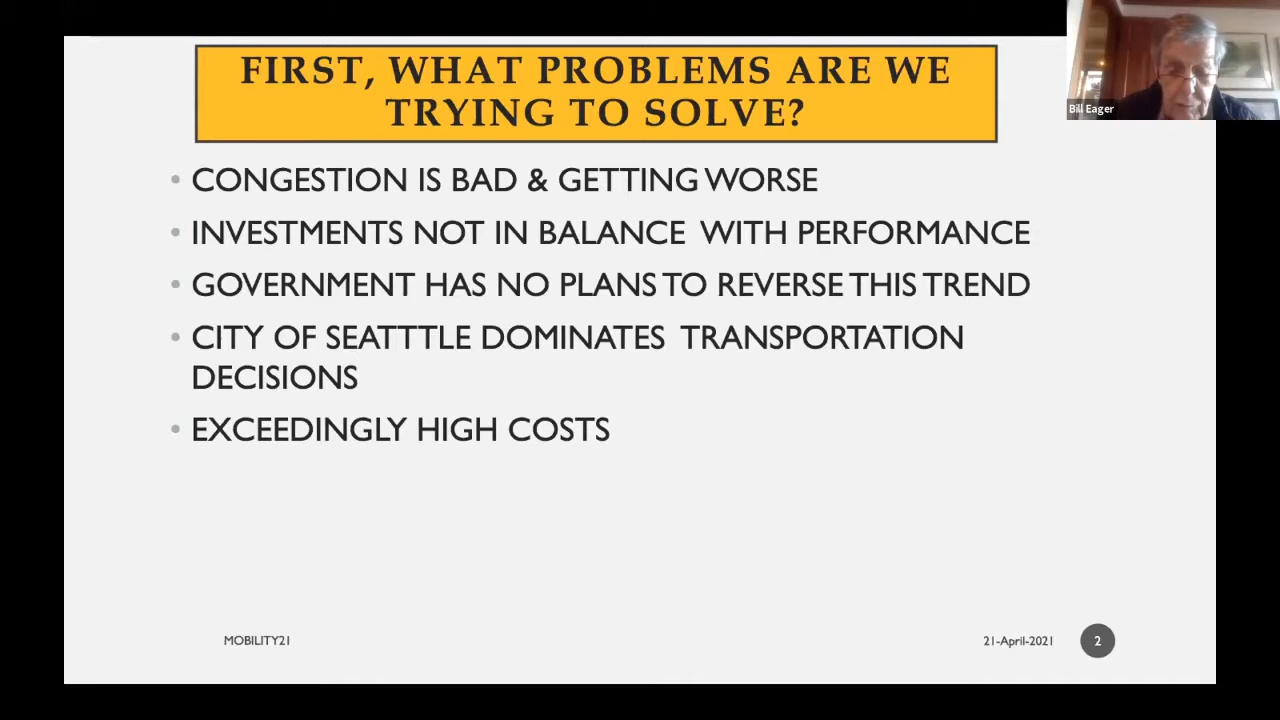 FIRST, WHAT PROBLEMS ARE WE
TRYING TO SOLVE?
Bill Eager
• CONGESTION IS BAD & GETTING WORSE
• INVESTMENTS NOT IN BALANCE WITH PERFORMANCE
• GOVERNMENT HAS NO PLANS TO REVERSE THIS TREND
• CITY OF SEATTTLE DOMINATES TRANSPORTATION
DECISIONS
• EXCEEDINGLY HIGH COSTS
MOBILITY21
21-April-2021
2